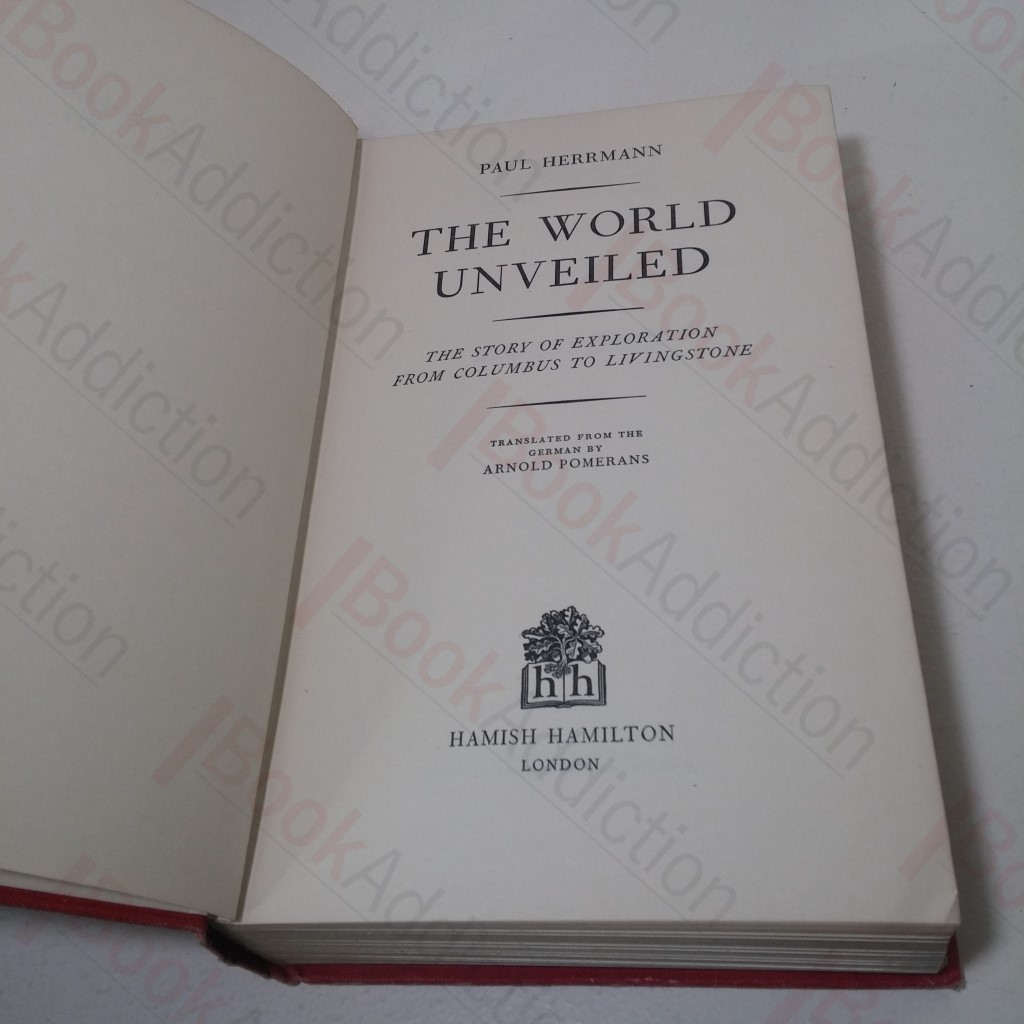 PAUL HERRMANN
THE WORLD
UNVEILED
THE STORY OF EXPLORATION
FROM COLUMBUS TO LIVINGSTONE
TRANSLATED FROM THE
GERMAN BY
ARNOLD POMERANS
h h
HAMISH HAMILTON
LONDON
BookAddiction